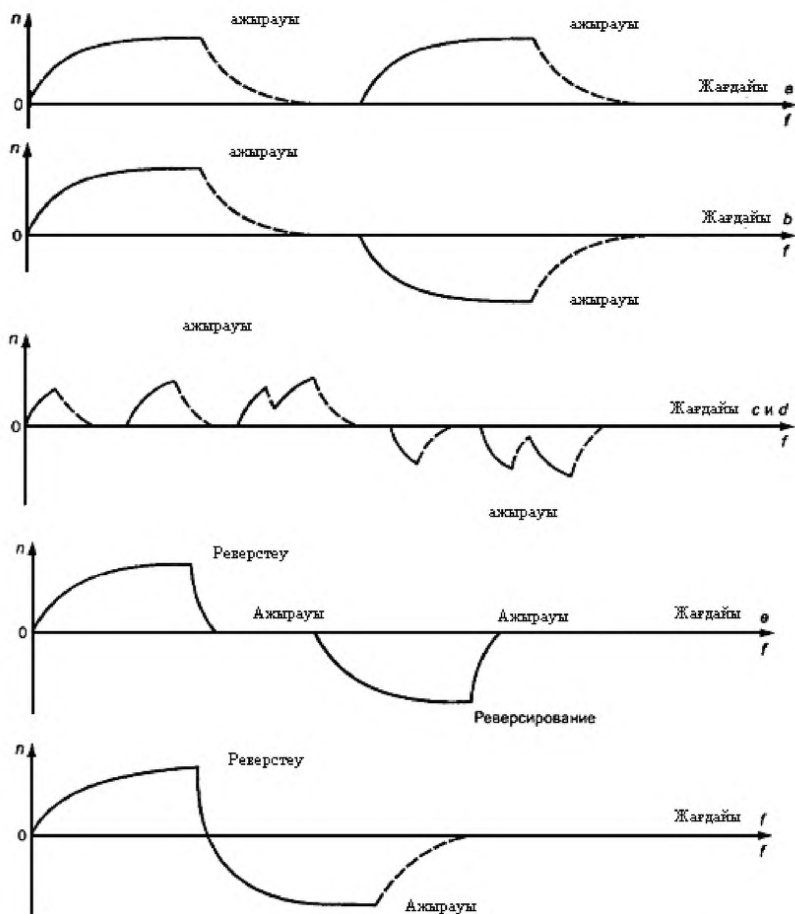 n
ажырауы ажырауы
Жағдайы a
0
f
n
ажырауы
Жағдайы b
0
f
ажырауы
ажырауы
n
Жағдайы c и d
0
f
ажырауы
n
Реверстеу
Ажырауы Ажырауы Жағдайы e
0
f
Реверсирование
n
Реверстеу
Жағдайы f
0
f
Ажырауы